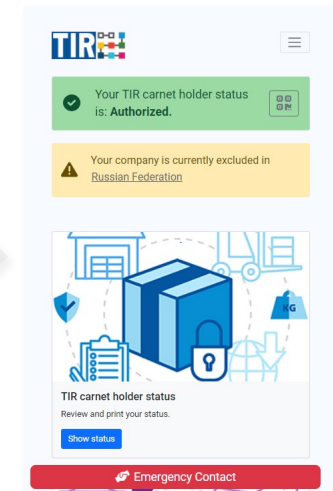 TIR
Your TIR carnet holder status
is: Authorized.
Your company is currently excluded in
Russian Federation
KG
TIR carnet holder status
Review and print your status.
Show status
Emergency Contact